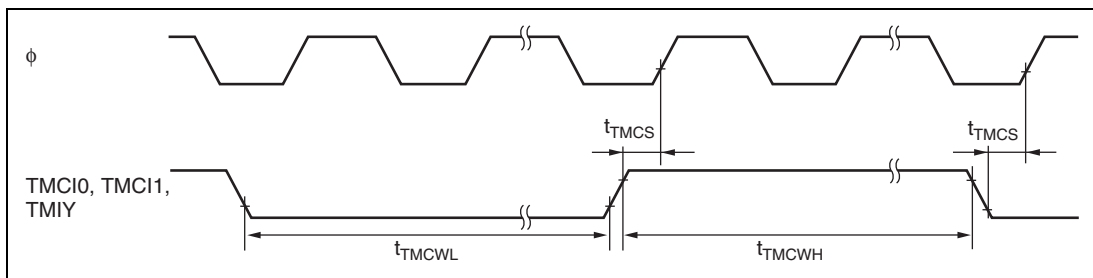 ϕ
tTMCS
tTMCS
TMCI0, TMCI1,
TMIY
tTMCWL
tTMCWH